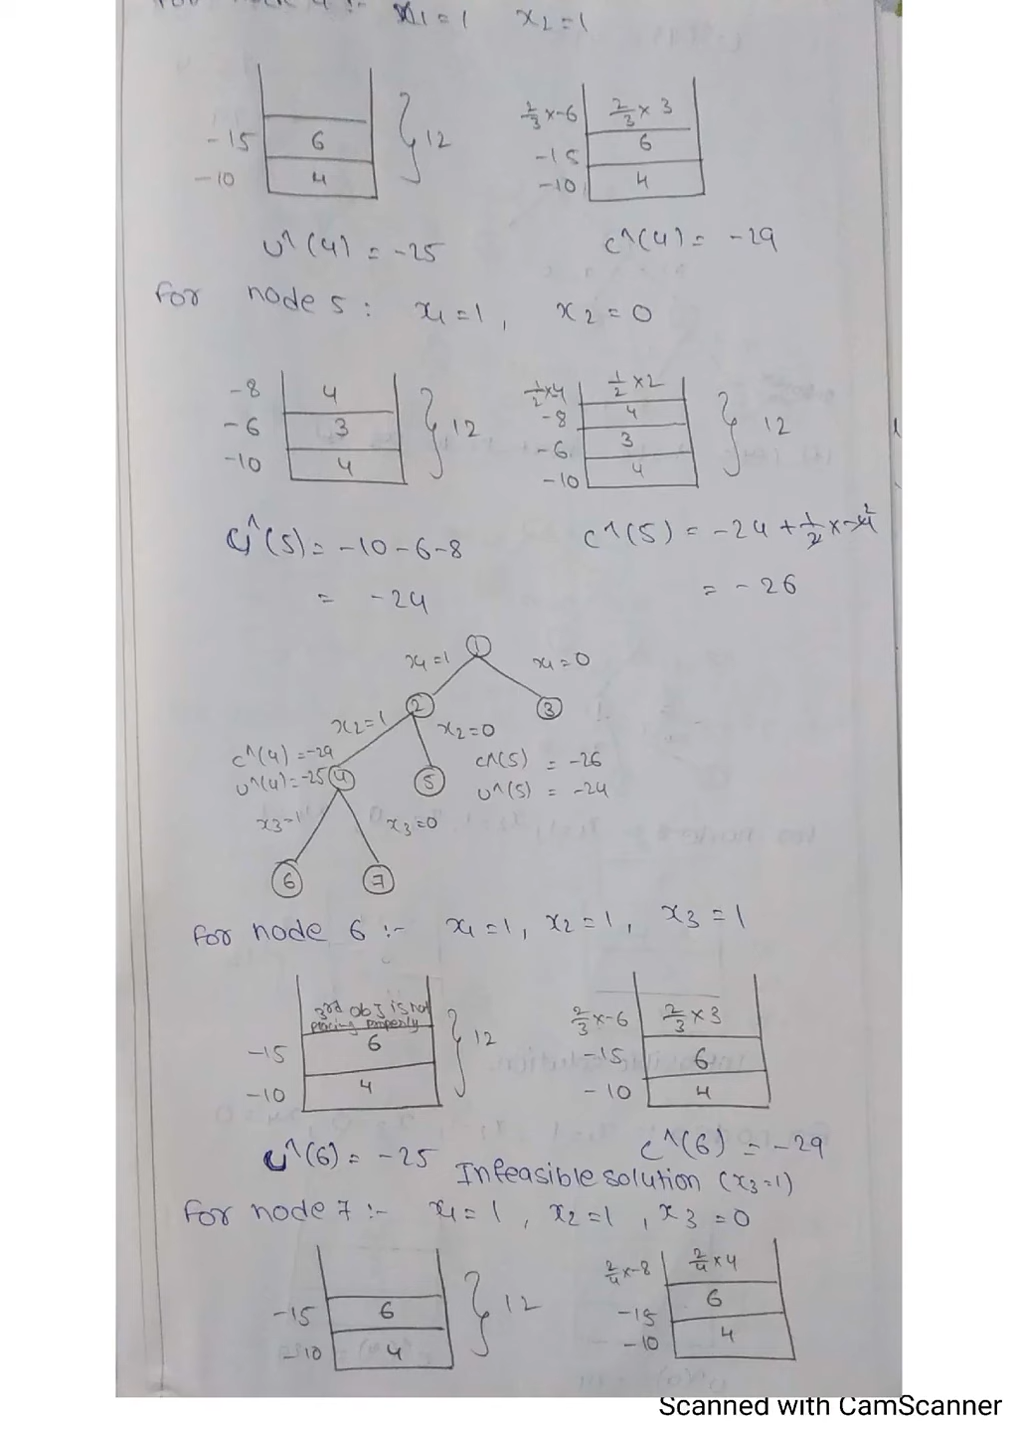 For node 4 :- x1 = 1 x2 = 1
-15 6 } 12
-10 4
2/3 x -6 2/3 x 3
-15 6
-10 4
u^(4) = -25 c^(4) = -29
For node 5 : x1 = 1, x2 = 0
-8 4
-6 3 } 12
-10 4
1/2 x 4 1/2 x 2
-8 4
-6 3 } 12
-10 4
u^(5) = -10-6-8 c^(5) = -24 + 1/2 x -4 2
= -24 = -26
1
x1 = 1 x1 = 0
2 3
x2 = 1 x2 = 0
c^(4) = -29 c^(5) = -26
u^(4) = -25 4 5 u^(5) = -24
x3 = 1 x3 = 0
6 7
For node 6 :- x1 = 1, x2 = 1, x3 = 1
3rd obj is not
placing properly
-15 6 } 12
-10 4
2/3 x -6 2/3 x 3
-15 6
-10 4
u^(6) = -25 c^(6) = -29
Infeasible solution (x3 = 1)
For node 7 :- x1 = 1, x2 = 1, x3 = 0
-15 6 } 12
-10 4
2/4 x -8 2/4 x 4
-15 6
-10 4
Scanned with CamScanner